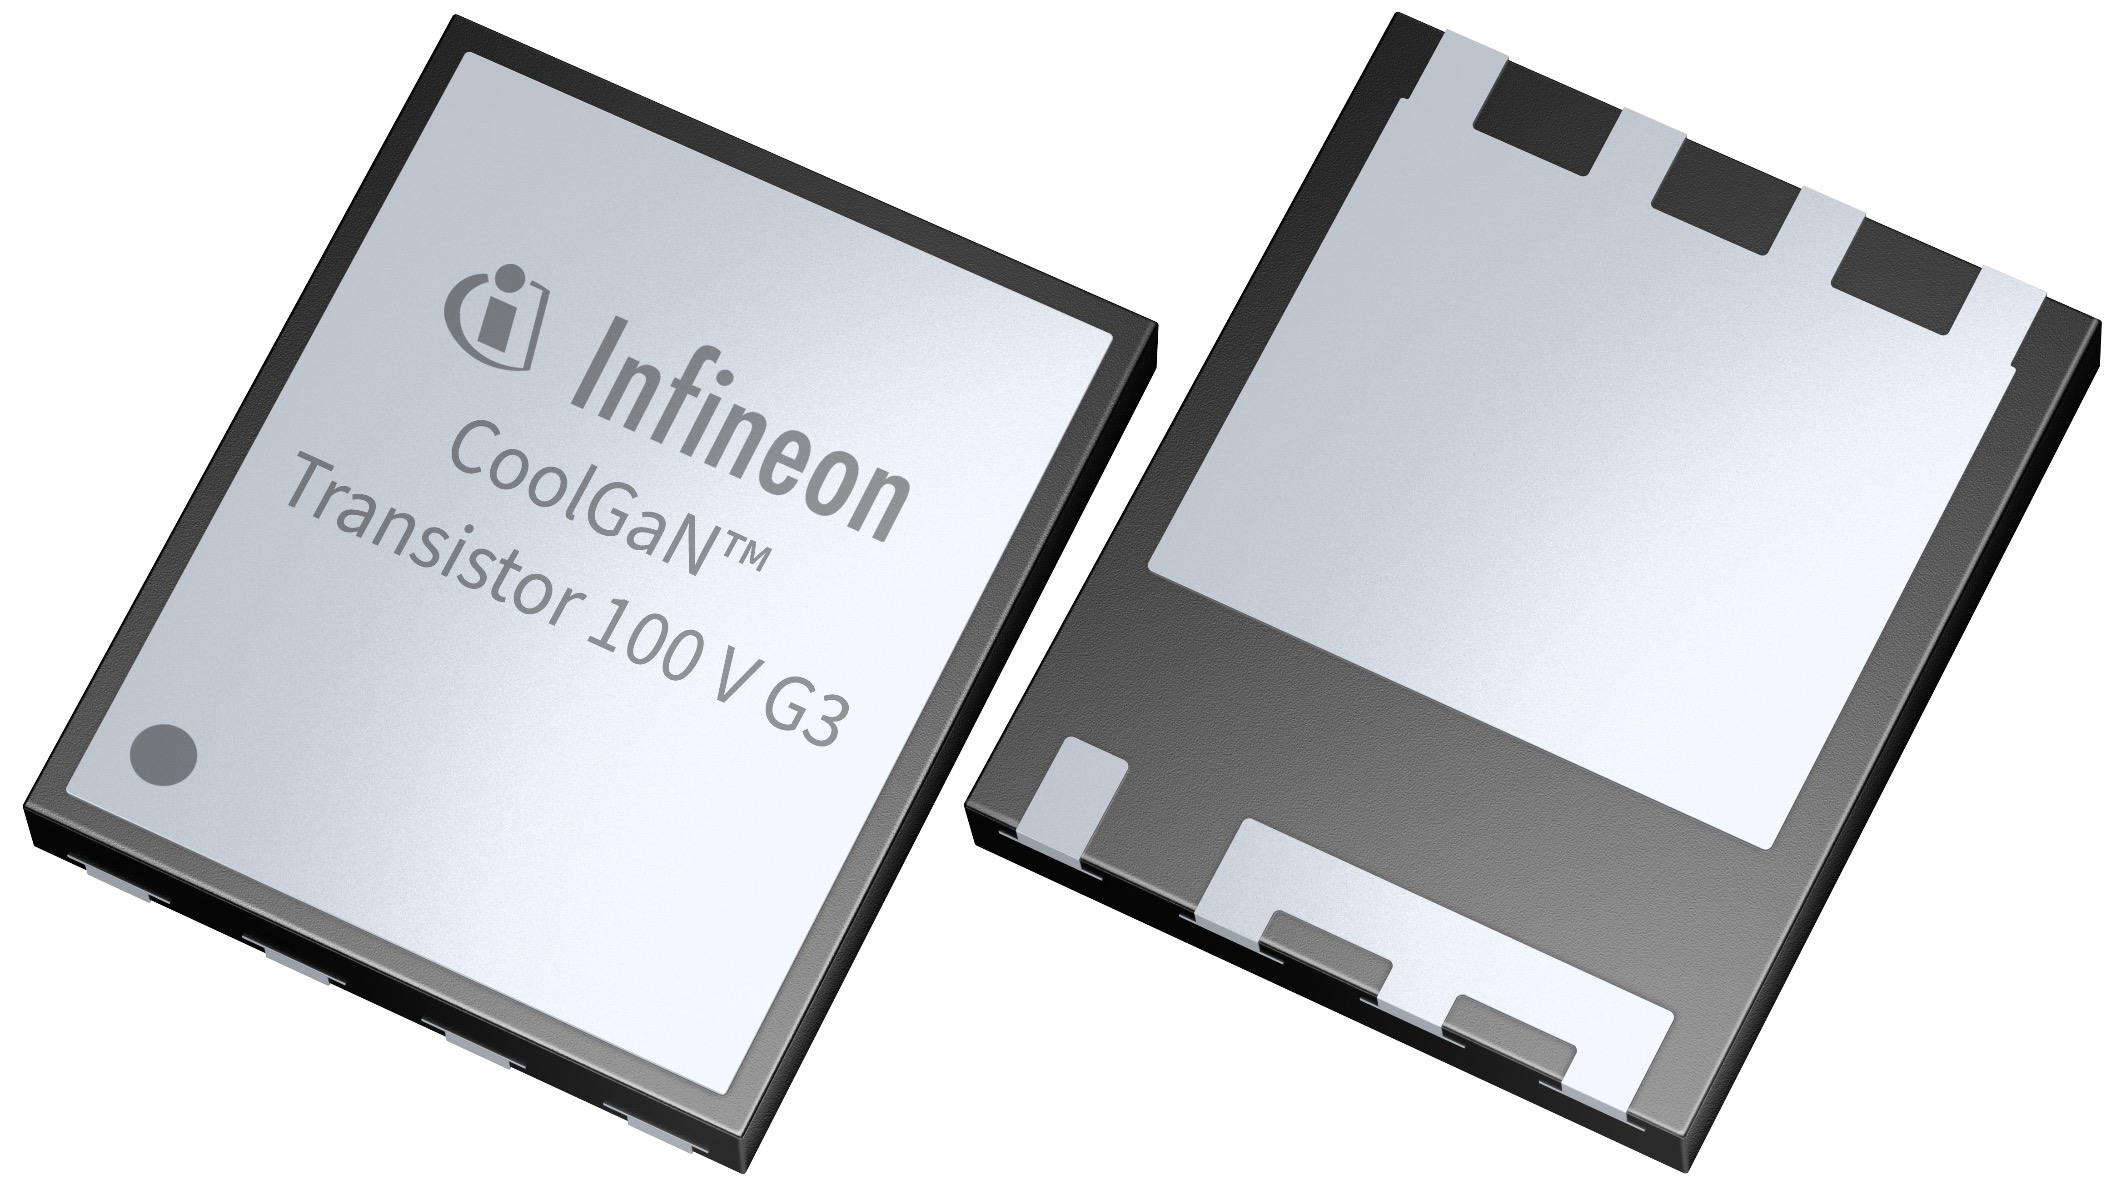 Infineon
CoolGaN™
Transistor 100 V G3